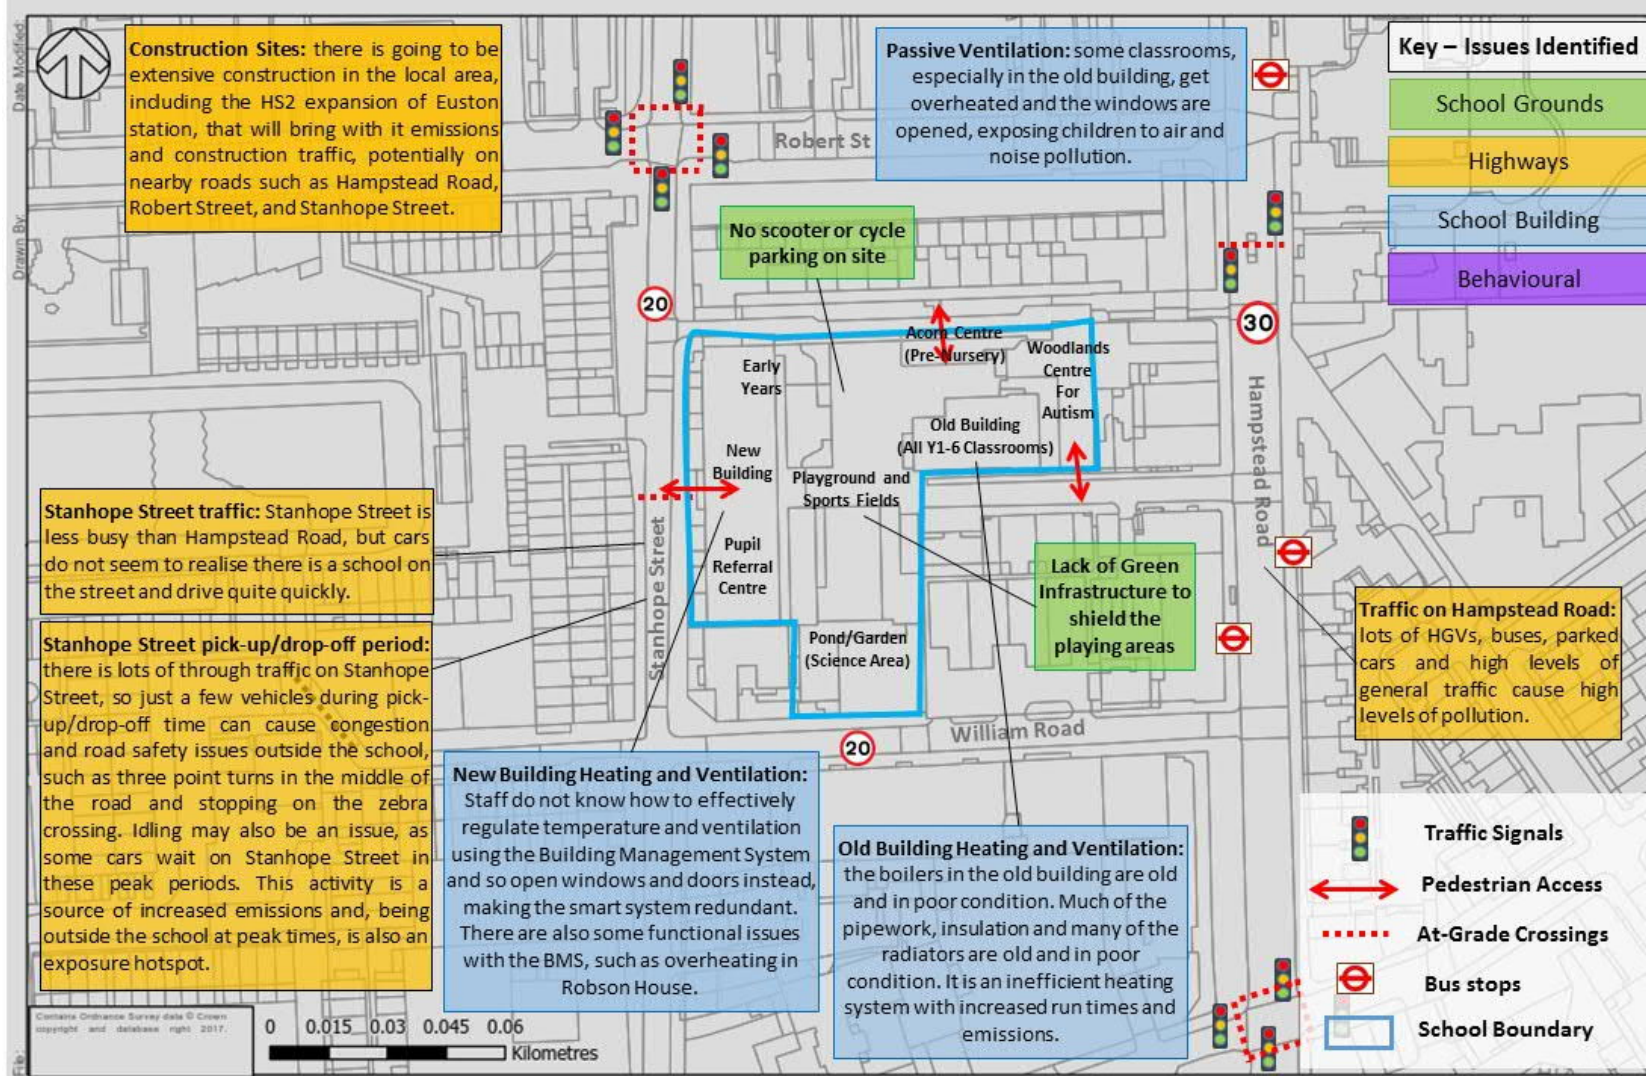 Date Modified:
Drawn By:
File:
Construction Sites: there is going to be
extensive construction in the local area,
including the HS2 expansion of Euston
station, that will bring with it emissions
and construction traffic, potentially on
nearby roads such as Hampstead Road,
Robert Street, and Stanhope Street.
Passive Ventilation: some classrooms,
especially in the old building, get
overheated and the windows are
opened, exposing children to air and
noise pollution.
Key – Issues Identified
School Grounds
Highways
School Building
Behavioural
Robert St
No scooter or cycle
parking on site
20
30
Acorn Centre
(Pre-Nursery)
Woodlands
Centre
For
Autism
Early
Years
Old Building
(All Y1-6 Classrooms)
New
Building
Playground and
Sports Fields
Hampstead Road
Stanhope Street traffic: Stanhope Street is
less busy than Hampstead Road, but cars
do not seem to realise there is a school on
the street and drive quite quickly.
Stanhope Street
Pupil
Referral
Centre
Lack of Green
Infrastructure to
shield the
playing areas
Traffic on Hampstead Road:
lots of HGVs, buses, parked
cars and high levels of
general traffic cause high
levels of pollution.
Stanhope Street pick-up/drop-off period:
there is lots of through traffic on Stanhope
Street, so just a few vehicles during pick-
up/drop-off time can cause congestion
and road safety issues outside the school,
such as three point turns in the middle of
the road and stopping on the zebra
crossing. Idling may also be an issue, as
some cars wait on Stanhope Street in
these peak periods. This activity is a
source of increased emissions and, being
outside the school at peak times, is also an
exposure hotspot.
Pond/Garden
(Science Area)
William Road
20
New Building Heating and Ventilation:
Staff do not know how to effectively
regulate temperature and ventilation
using the Building Management System
and so open windows and doors instead,
making the smart system redundant.
There are also some functional issues
with the BMS, such as overheating in
Robson House.
Old Building Heating and Ventilation:
the boilers in the old building are old
and in poor condition. Much of the
pipework, insulation and many of the
radiators are old and in poor
condition. It is an inefficient heating
system with increased run times and
emissions.
Traffic Signals
Pedestrian Access
At-Grade Crossings
Bus stops
School Boundary
Contains Ordnance Survey data © Crown
copyright and database right 2017.
0 0.015 0.03 0.045 0.06
Kilometres